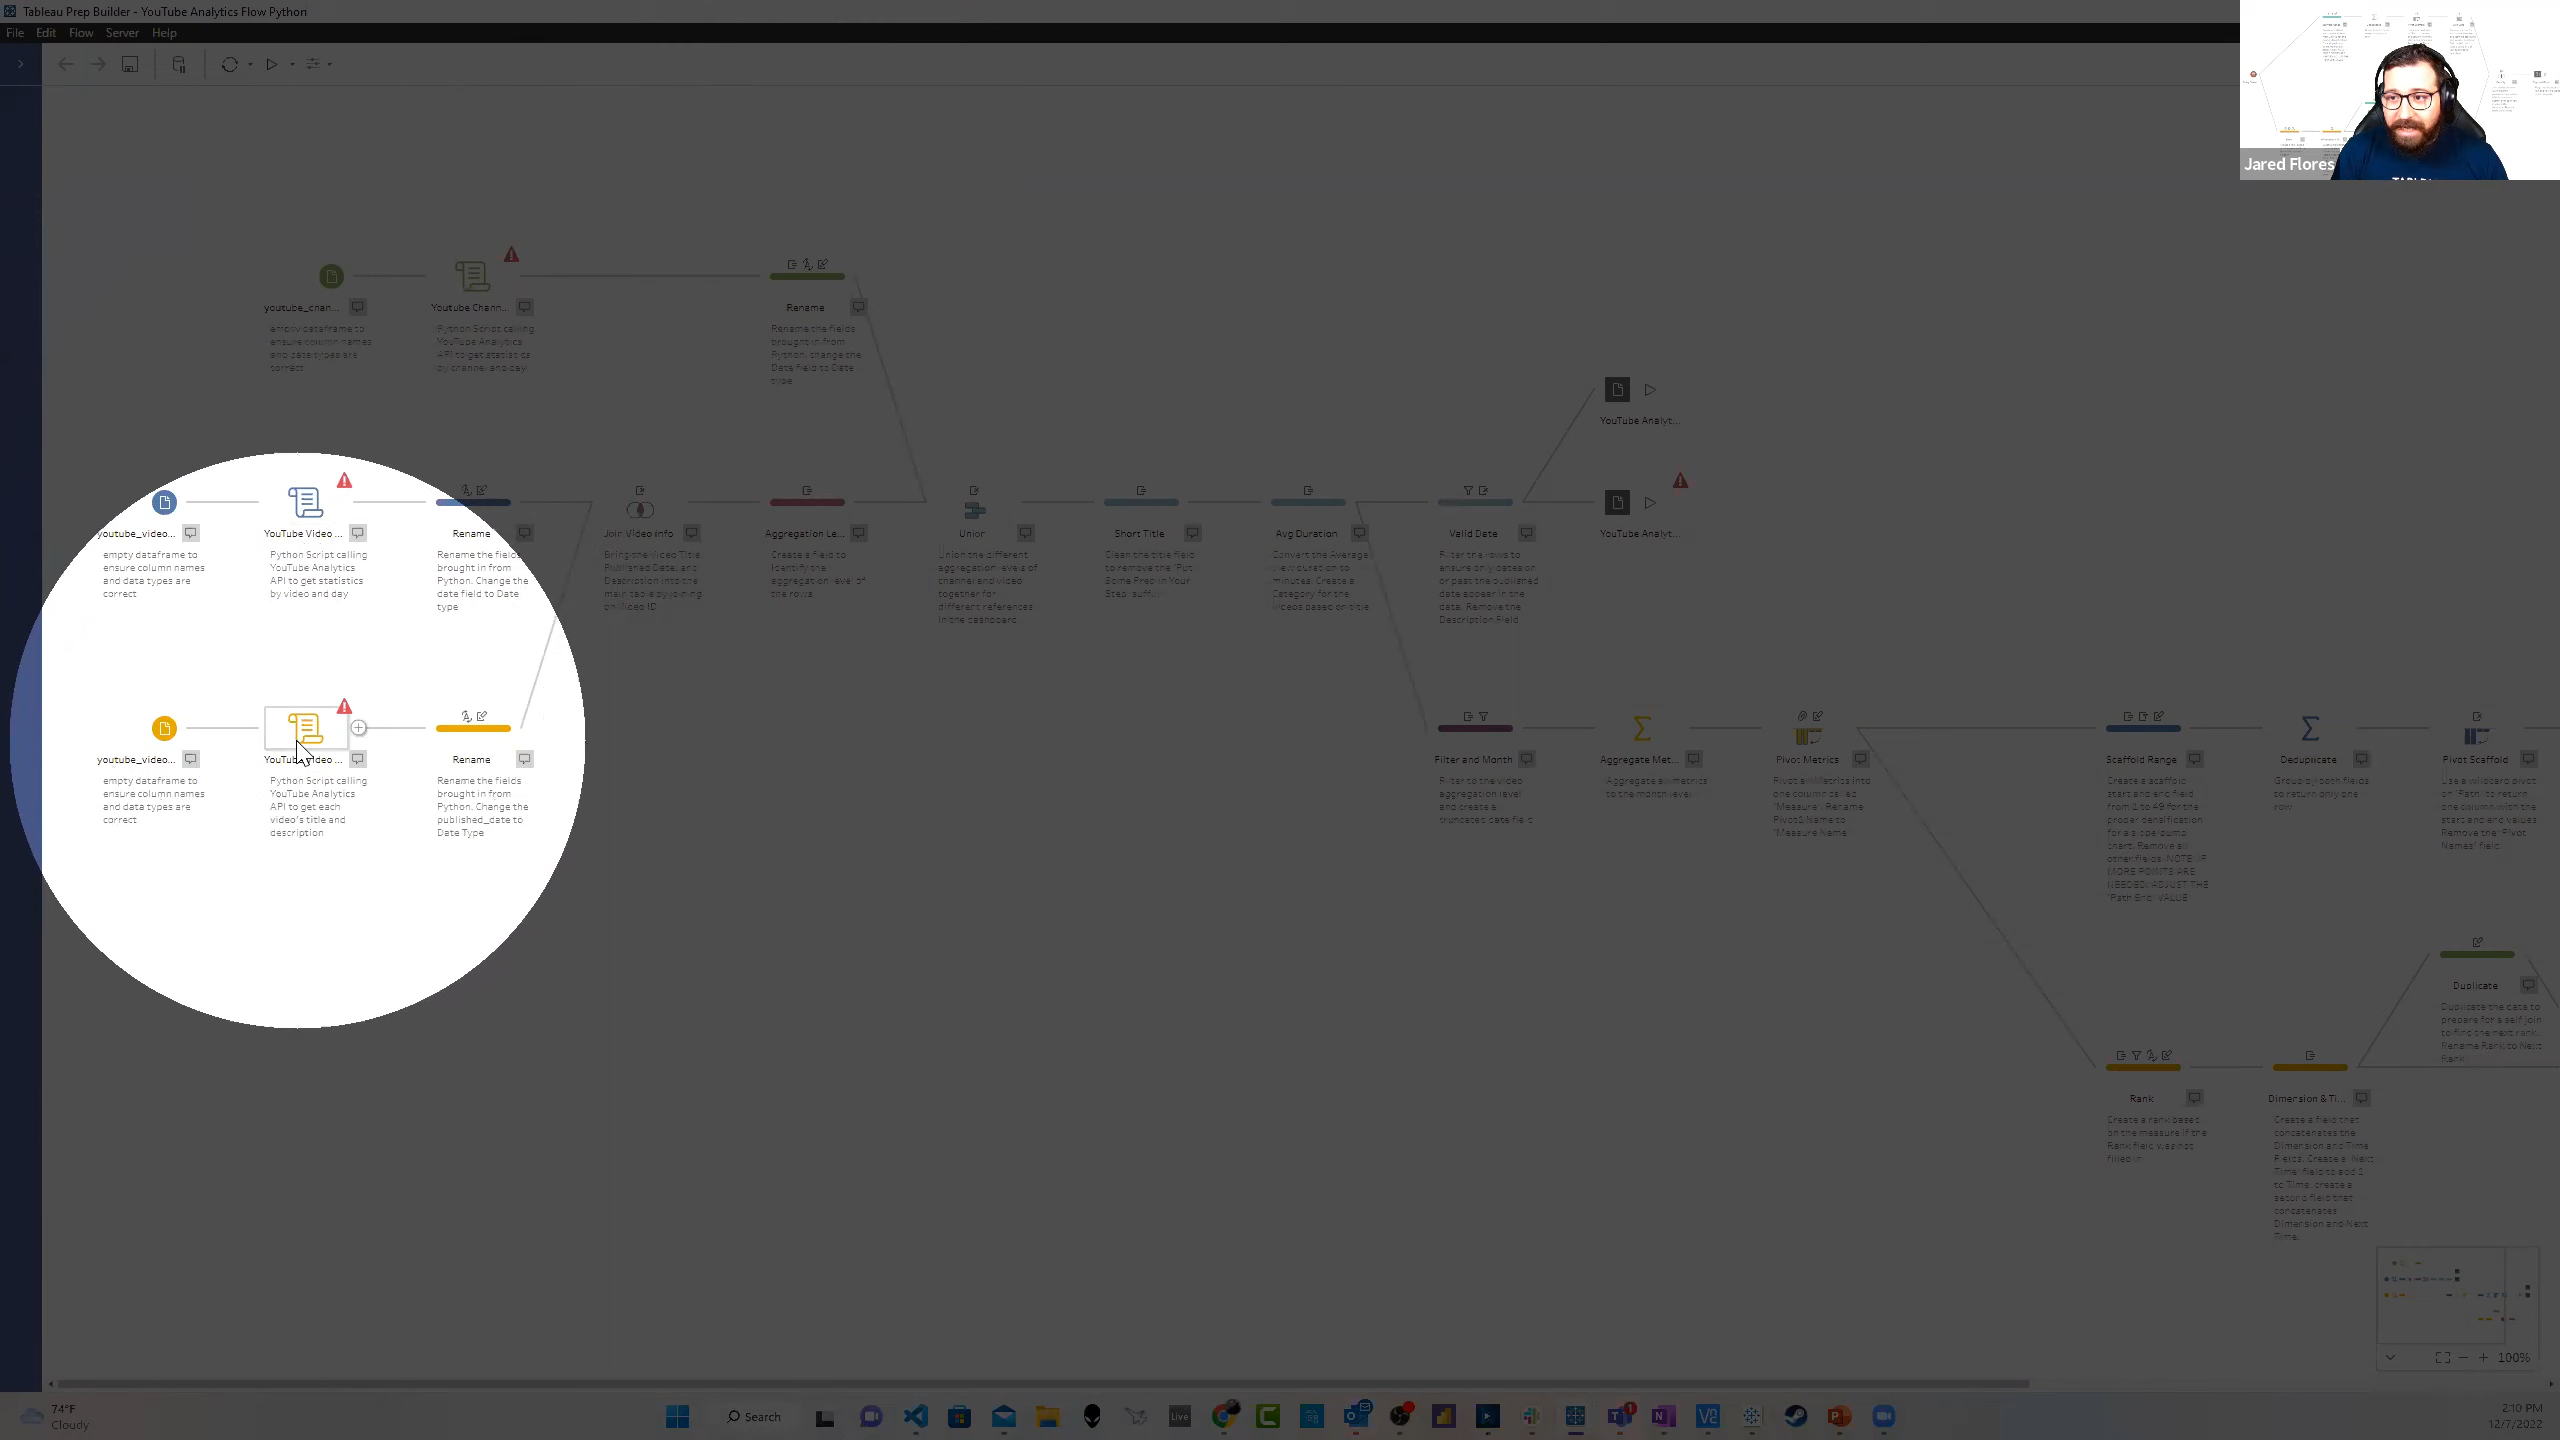 Tableau Prep Builder - YouTube Analytics Flow Python
File Edit Flow Server Help
Jared Flores
youtube_chan...
empty dataframe to
ensure column names
and data types are
correct
Youtube Chann...
Python Script calling
YouTube Analytics
API to get statistics
by channel and day
Rename
Rename the fields
brought in from
Python, change the
Date field to Date
type
YouTube Analyt...
youtube_video...
empty dataframe to
ensure column names
and data types are
correct
YouTube Video ...
Python Script calling
YouTube Analytics
API to get statistics
by video and day
Rename
Rename the fields
brought in from
Python. Change the
date field to Date
type
Join Video Info
Bring the Video Title
Published Date, and
Description into the
main table by joining
on Video ID
Aggregation Le...
Create a field to
identify the
aggregation level of
the rows
Union
Union the different
aggregation levels of
channel and video
together for
different references
in the dashboard.
Short Title
Clean the title field
to remove the "Put
Some Prep in Your
Step" suffix
Avg Duration
Convert the Average
view duration to
minutes. Create a
Category for the
videos based on title
Valid Date
Filter the rows to
ensure only dates on
or past the published
date appear in the
data. Remove the
Description Field
YouTube Analyt...
youtube_video...
empty dataframe to
ensure column names
and data types are
correct
YouTube Video ...
Python Script calling
YouTube Analytics
API to get each
video's title and
description
Rename
Rename the fields
brought in from
Python. Change the
published_date to
Date Type
Filter and Month
Filter to the video
aggregation level
and create a
truncated date field
Aggregate Met...
Aggregate all metrics
to the month level
Pivot Metrics
Pivot all Metrics into
one column called
"Measure". Rename
Pivot1 Name to
"Measure Name"
Scaffold Range
Create a scaffold
start and end field
from 1 to 49 for the
proper densification
for a slope/bump
chart. Remove all
other fields. NOTE: IF
MORE POINTS ARE
NEEDED, ADJUST THE
"Path End" VALUE
Deduplicate
Group by both fields
to return only one
row
Pivot Scaffold
Use a wildcard pivot
on "Path" to return
one column with the
start and end values
Remove the "Pivot
Names" field
Duplicate
Duplicate the data to
prepare for a self join
to find the next rank.
Rename Rank to Next
Rank
Rank
Create a rank based
on the measure if the
Rank field was not
filled in
Dimension & Ti...
Create a field that
concatenates the
Dimension and Time
Fields. Create a "Next
Time" field to add 1
to Time, create a
second field that
concatenates
Dimension and Next
Time.
100%
74°F
Cloudy
Search
Live
2:10 PM
12/7/2022